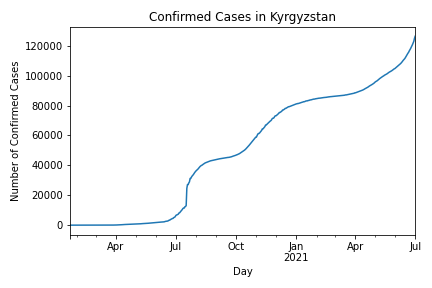 Confirmed Cases in Kyrgyzstan
Number of Confirmed Cases
120000
100000
80000
60000
40000
20000
0
Apr Jul Oct Jan Apr Jul
2021
Day